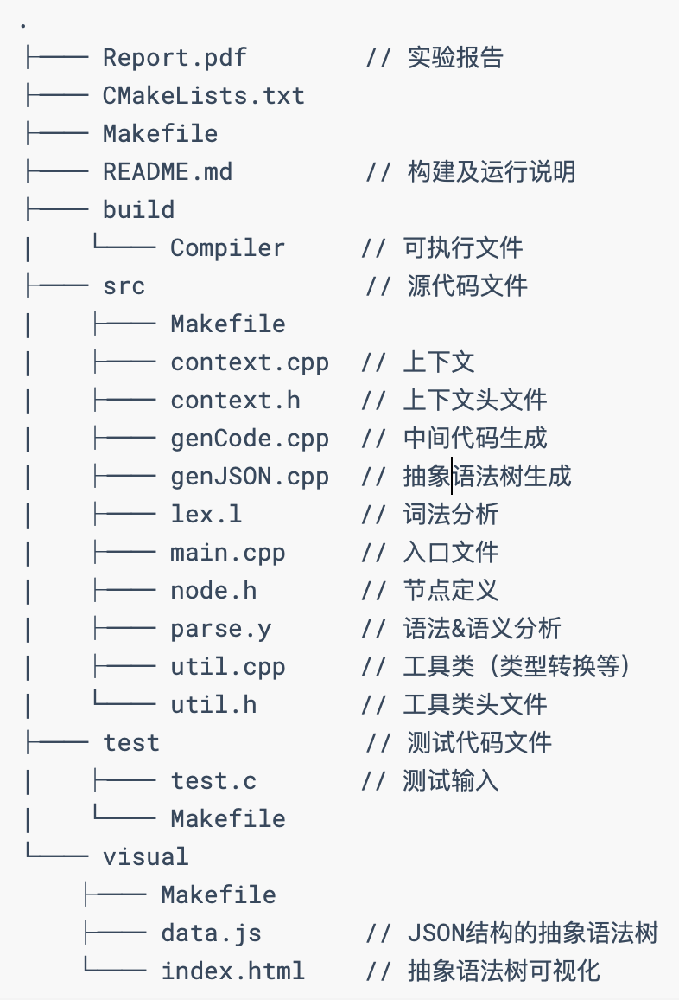 .
├──── Report.pdf // 实验报告
├──── CMakeLists.txt
├──── Makefile
├──── README.md // 构建及运行说明
├──── build
|    └──── Compiler // 可执行文件
├──── src // 源代码文件
|    ├──── Makefile
|    ├──── context.cpp // 上下文
|    ├──── context.h // 上下文头文件
|    ├──── genCode.cpp // 中间代码生成
|    ├──── genJSON.cpp // 抽象语法树生成
|    ├──── lex.l // 词法分析
|    ├──── main.cpp // 入口文件
|    ├──── node.h // 节点定义
|    ├──── parse.y // 语法&语义分析
|    ├──── util.cpp // 工具类（类型转换等）
|    └──── util.h // 工具类头文件
├──── test // 测试代码文件
|    ├──── test.c // 测试输入
|    └──── Makefile
└──── visual
     ├──── Makefile
     ├──── data.js // JSON结构的抽象语法树
     └──── index.html // 抽象语法树可视化